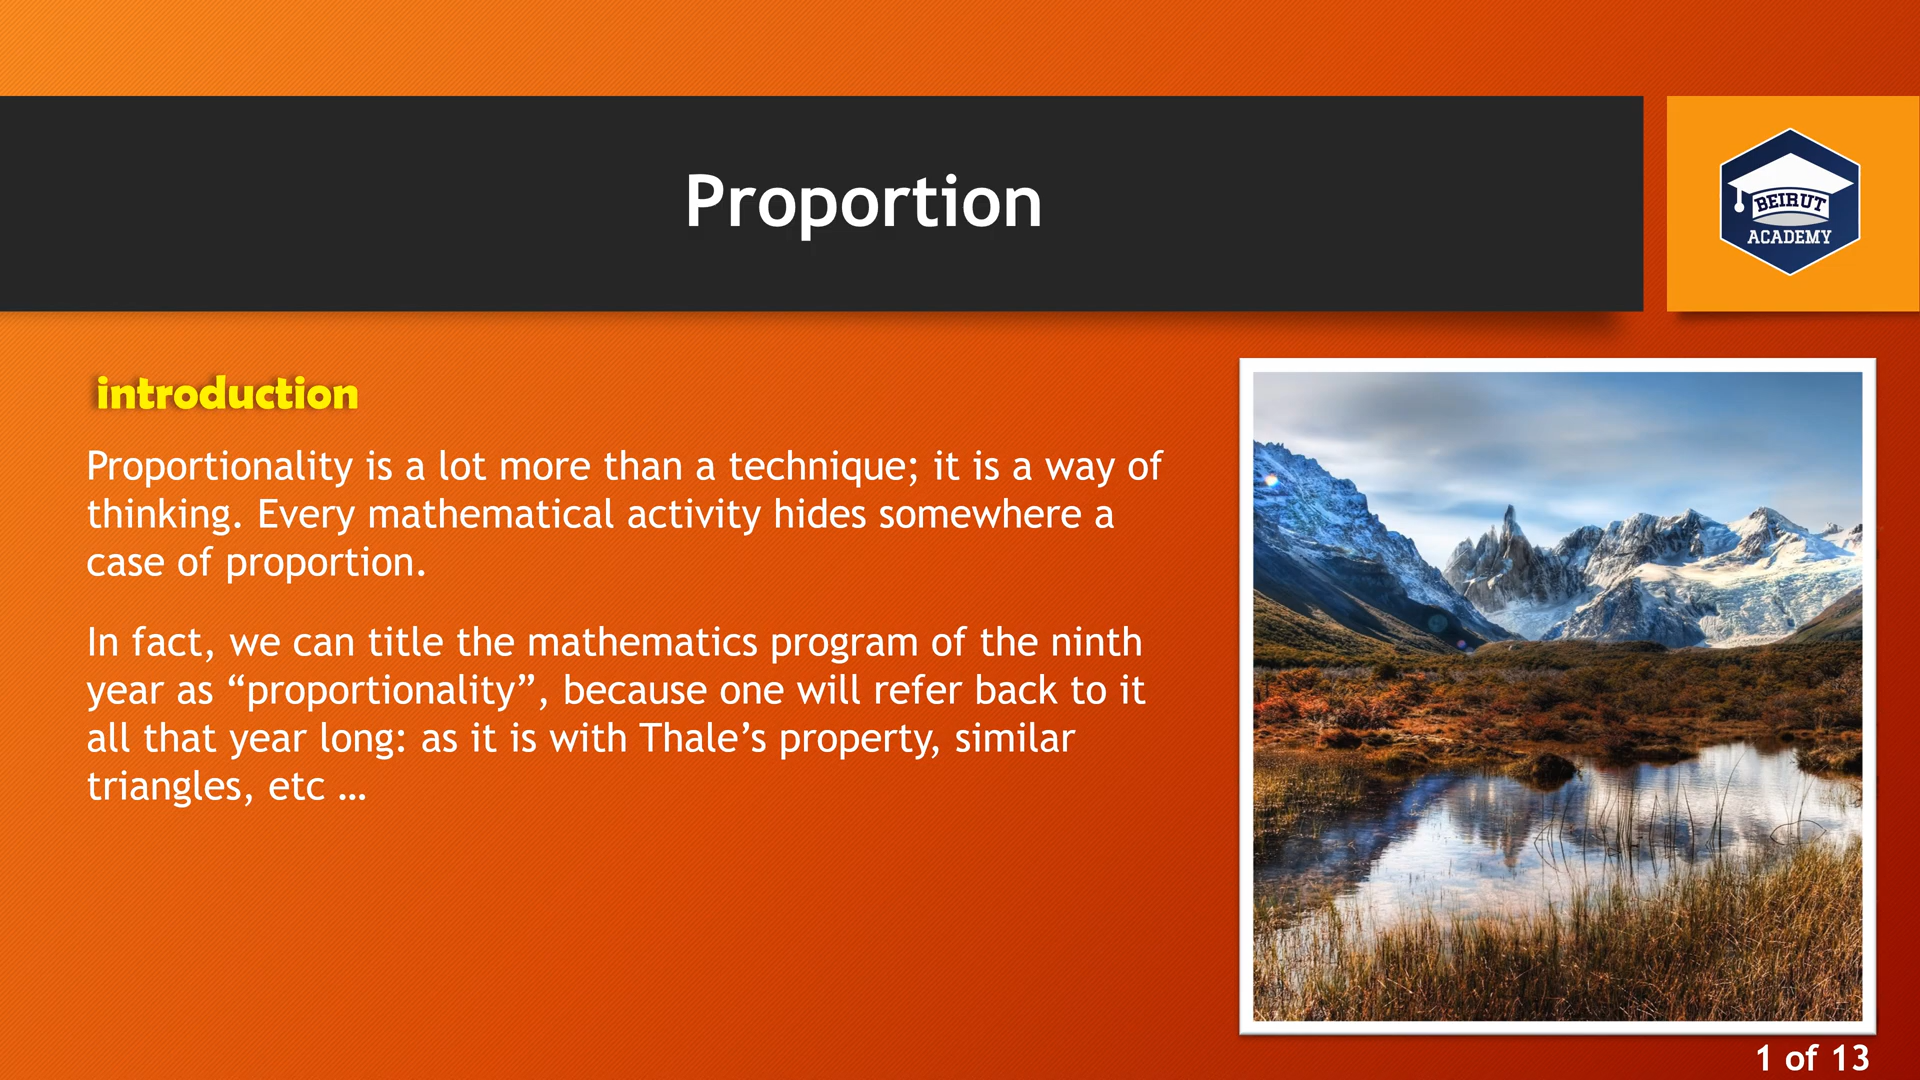 Proportion
BEIRUT
ACADEMY
introduction
Proportionality is a lot more than a technique; it is a way of
thinking. Every mathematical activity hides somewhere a
case of proportion.
In fact, we can title the mathematics program of the ninth
year as “proportionality”, because one will refer back to it
all that year long: as it is with Thale’s property, similar
triangles, etc …
1 of 13